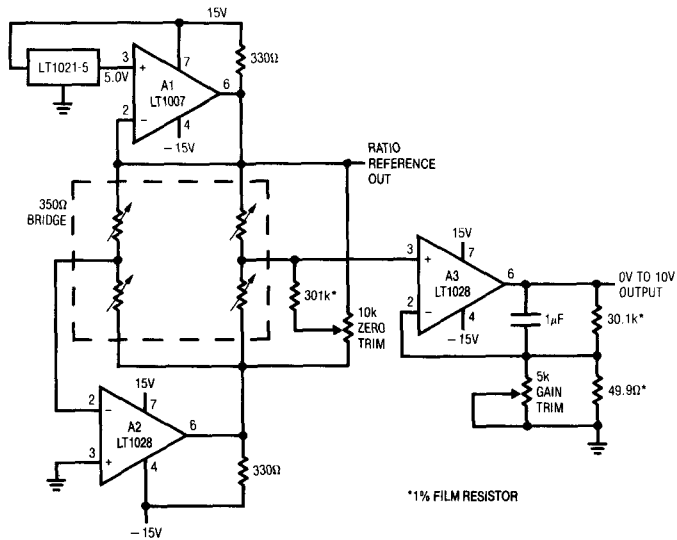 15V
330Ω
LT1021-5
5.0V
3
+
7
A1
LT1007
6
2
−
4
−15V
RATIO
REFERENCE
OUT
350Ω
BRIDGE
301k*
10k
ZERO
TRIM
15V
3
+
7
A3
LT1028
6
2
−
4
−15V
0V TO 10V
OUTPUT
1µF
30.1k*
5k
GAIN
TRIM
49.9Ω*
15V
2
−
7
A2
LT1028
6
3
+
4
330Ω
−15V
*1% FILM RESISTOR